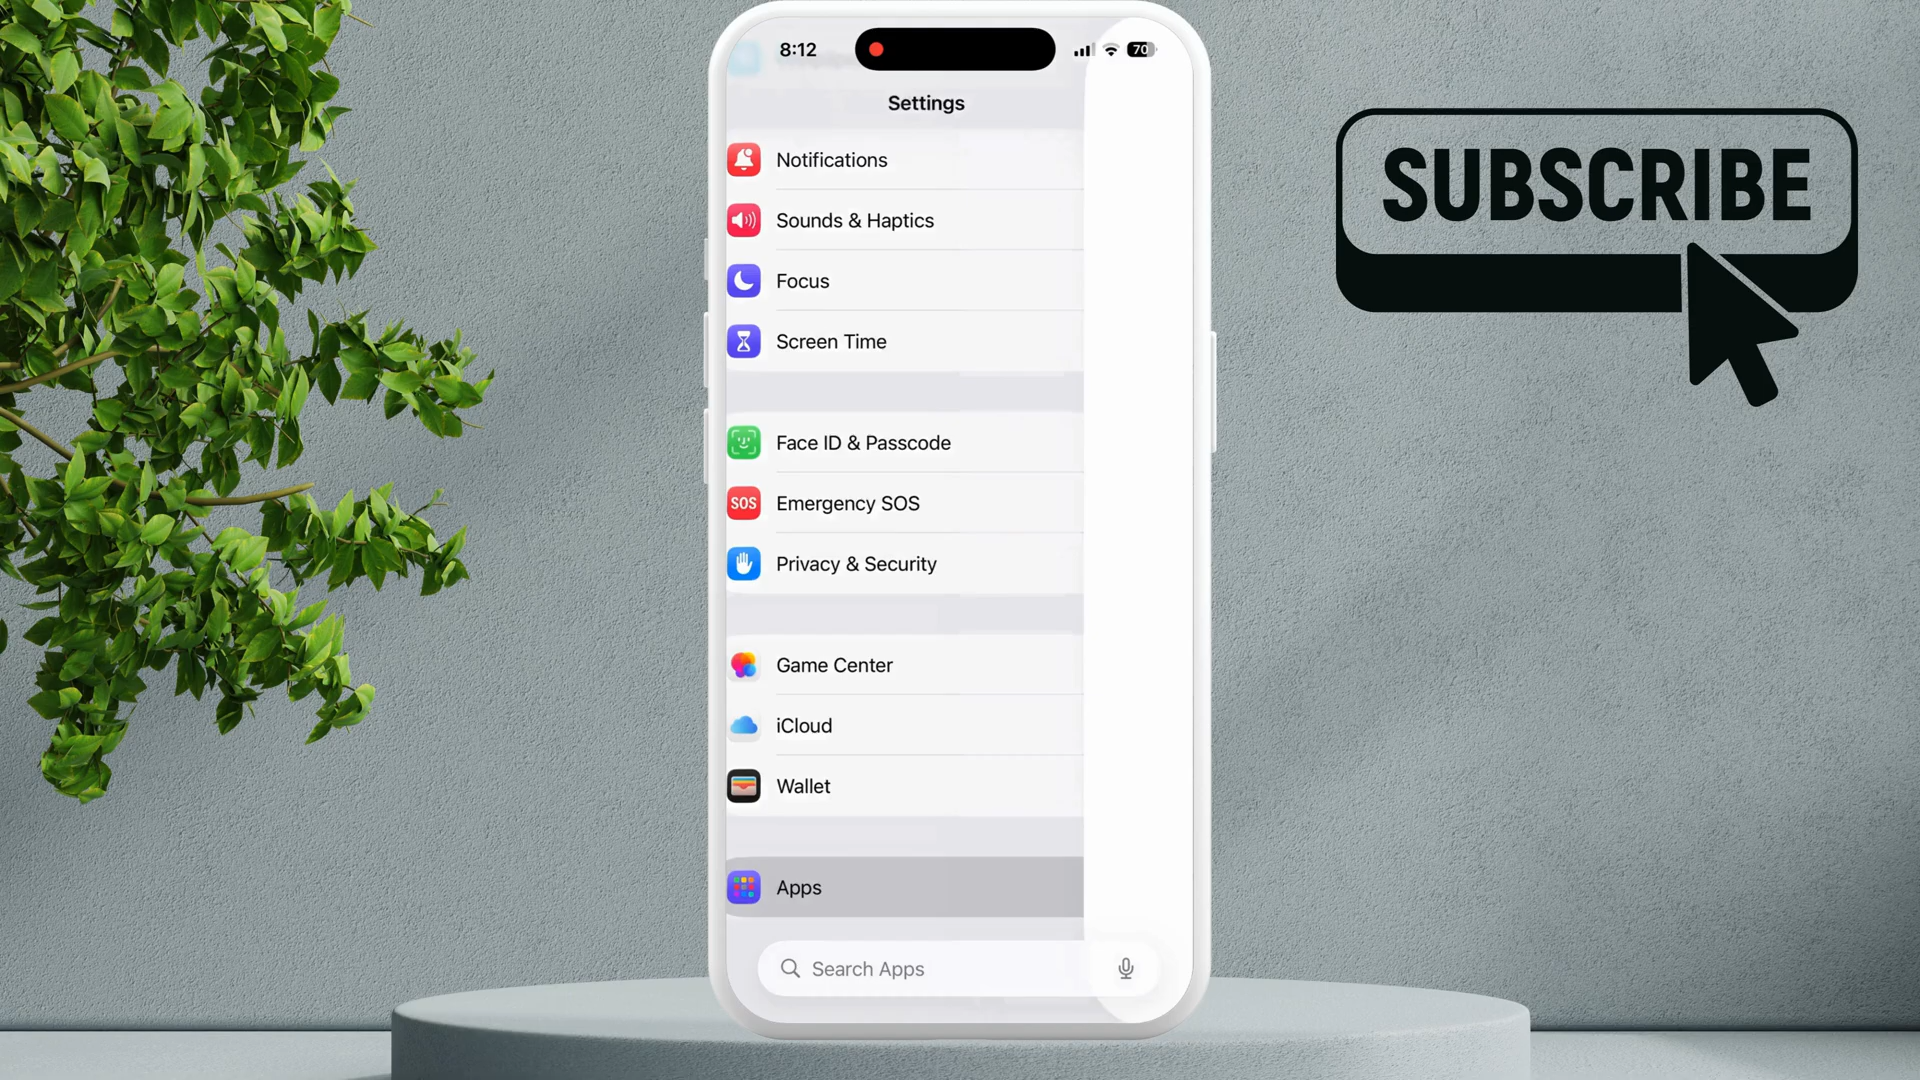 8:12
70
Settings
Notifications
Sounds & Haptics
Focus
Screen Time
Face ID & Passcode
SOS
Emergency SOS
Privacy & Security
Game Center
iCloud
Wallet
Apps
Search Apps
SUBSCRIBE